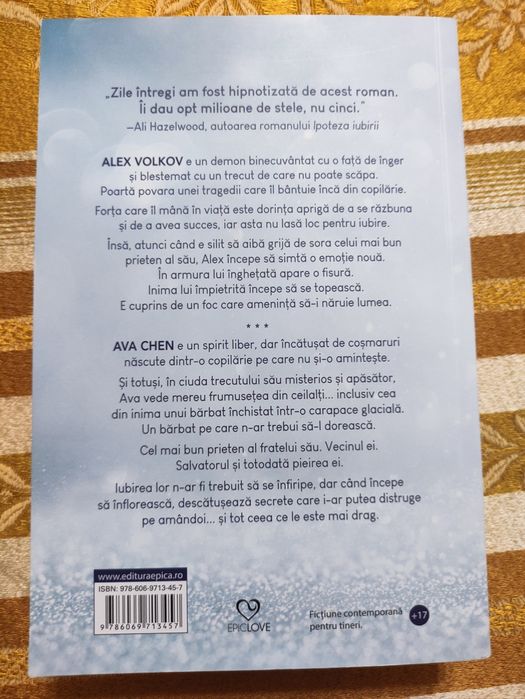 „Zile întregi am fost hipnotizată de acest roman.
Îi dau opt milioane de stele, nu cinci.”
—Ali Hazelwood, autoarea romanului Ipoteza iubirii
ALEX VOLKOV e un demon binecuvântat cu o față de înger
și blestemat cu un trecut de care nu poate scăpa.
Poartă povara unei tragedii care îl bântuie încă din copilărie.
Forța care îl mână în viață este dorința aprigă de a se răzbuna
și de a avea succes, iar asta nu lasă loc pentru iubire.
Însă, atunci când e silit să aibă grijă de sora celui mai bun
prieten al său, Alex începe să simtă o emoție nouă.
În armura lui înghețată apare o fisură.
Inima lui împietrită începe să se topească.
E cuprins de un foc care amenință să-i năruie lumea.
* * *
AVA CHEN e un spirit liber, dar încătușat de coșmaruri
născute dintr-o copilărie pe care nu și-o amintește.
Și totuși, în ciuda trecutului său misterios și apăsător,
Ava vede mereu frumusețea din ceilalți... inclusiv cea
din inima unui bărbat închistat într-o carapace glacială.
Un bărbat pe care n-ar trebui să-l dorească.
Cel mai bun prieten al fratelui său. Vecinul ei.
Salvatorul și totodată pieirea ei.
Iubirea lor n-ar fi trebuit să se înfiripe, dar când începe
să înflorească, descătușează secrete care i-ar putea distruge
pe amândoi... și tot ceea ce le este mai drag.
www.edituraepica.ro
ISBN: 978-606-9713-45-7
9 786069 713457
EPICLOVE
Ficțiune contemporană
pentru tineri.
+17